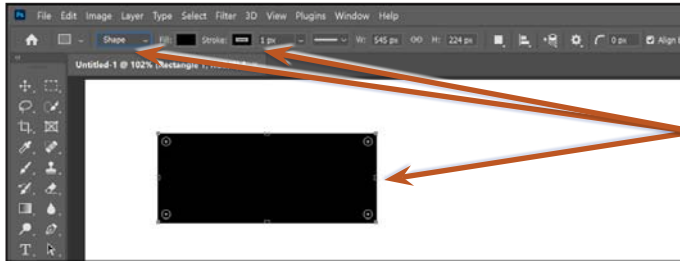 Ps File Edit Image Layer Type Select Filter 3D View Plugins Window Help
Shape Fill: Stroke: 1 px W: 545 px H: 224 px 0 px Align
Untitled-1 @ 102% (Rectangle 1,
T